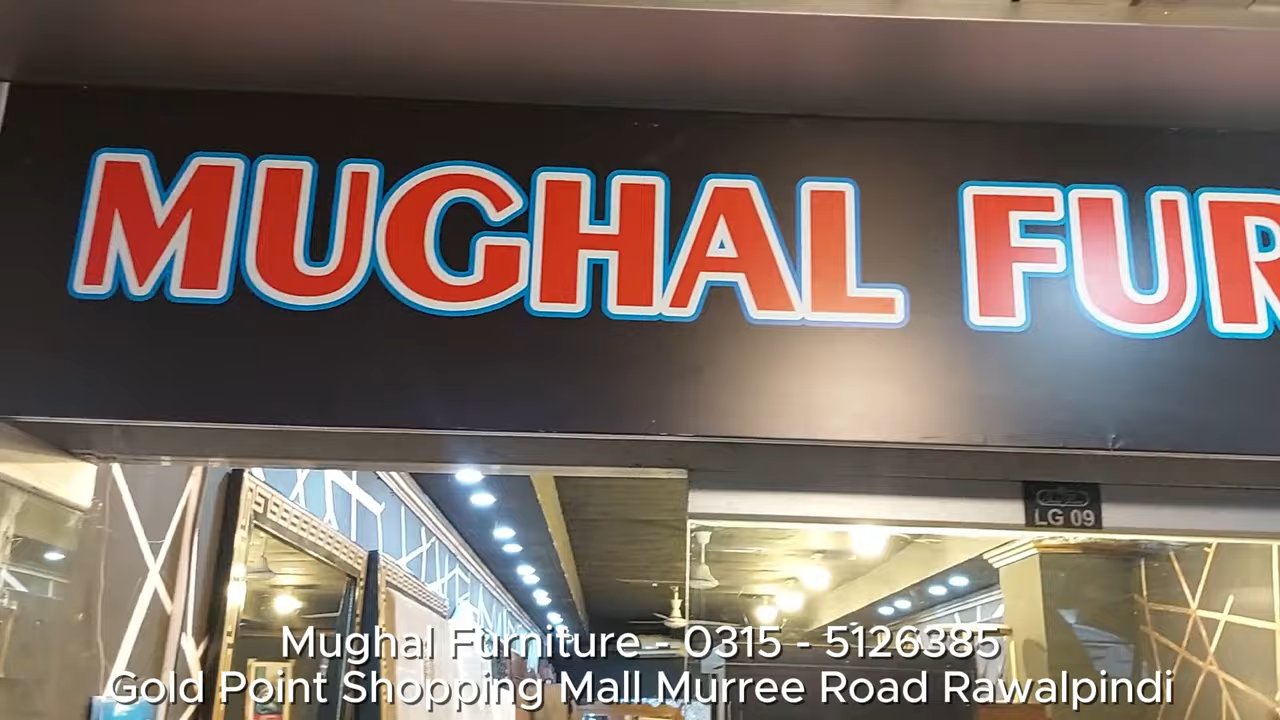 MUGHAL FUR
LG 09
Mughal Furniture - 0315 - 5126385
Gold Point Shopping Mall Murree Road Rawalpindi